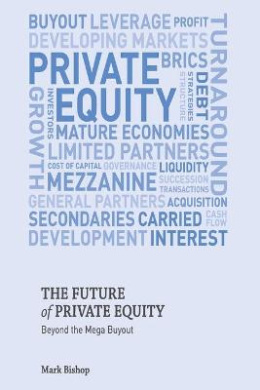 BUYOUT LEVERAGE PROFIT
DEVELOPING MARKETS
PRIVATE BRICS
EQUITY
TURNAROUND
DEBT
STRATEGIES
STRUCTURE
INVESTORS
GROWTH
MATURE ECONOMIES
LIMITED PARTNERS
COST OF CAPITAL GOVERNANCE LIQUIDITY
MEZZANINE SUCCESSION
TRANSACTIONS
GENERAL PARTNERS ACQUISITION
SECONDARIES CARRIED CASH FLOW
DEVELOPMENT INTEREST
THE FUTURE
of PRIVATE EQUITY
Beyond the Mega Buyout
Mark Bishop